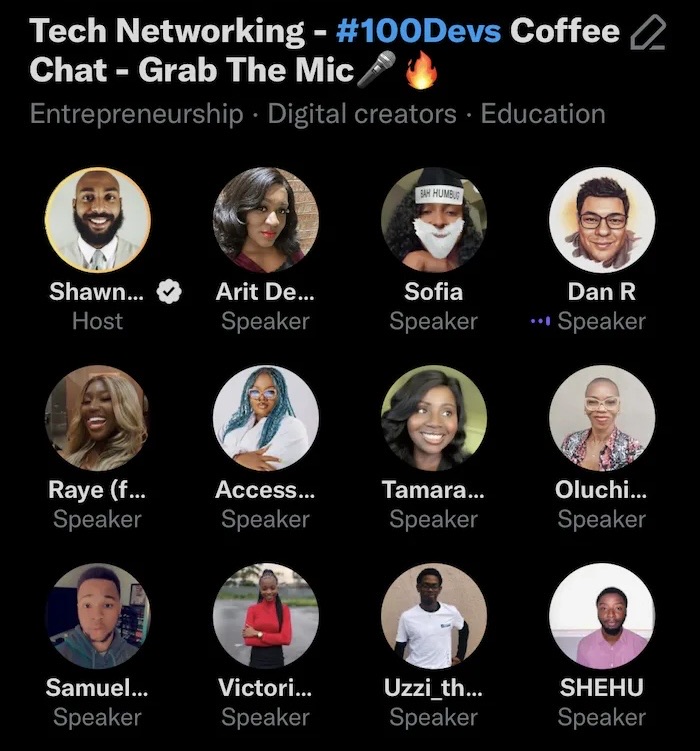 Tech Networking - #100Devs Coffee
Chat - Grab The Mic🎤🔥
Entrepreneurship · Digital creators · Education
BAH HUMBUG
Shawn... Arit De... Sofia Dan R
Host Speaker Speaker Speaker
Raye (f... Access... Tamara... Oluchi...
Speaker Speaker Speaker Speaker
Samuel... Victori... Uzzi_th... SHEHU
Speaker Speaker Speaker Speaker